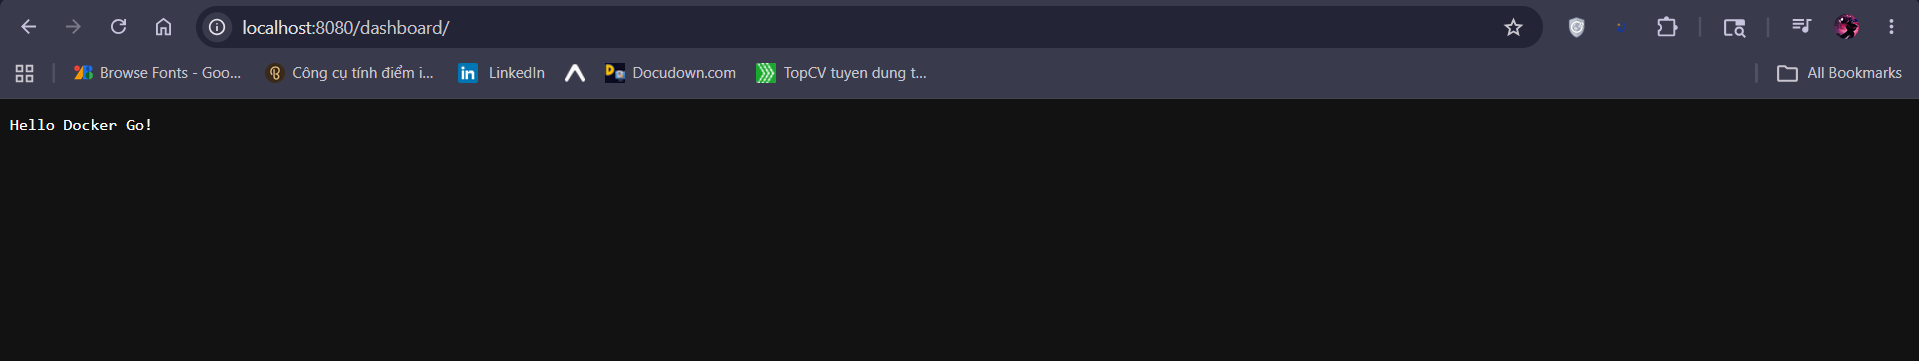 localhost:8080/dashboard/
Browse Fonts - Goo...
Công cụ tính điểm i...
LinkedIn
Docudown.com
TopCV tuyen dung t...
All Bookmarks
Hello Docker Go!